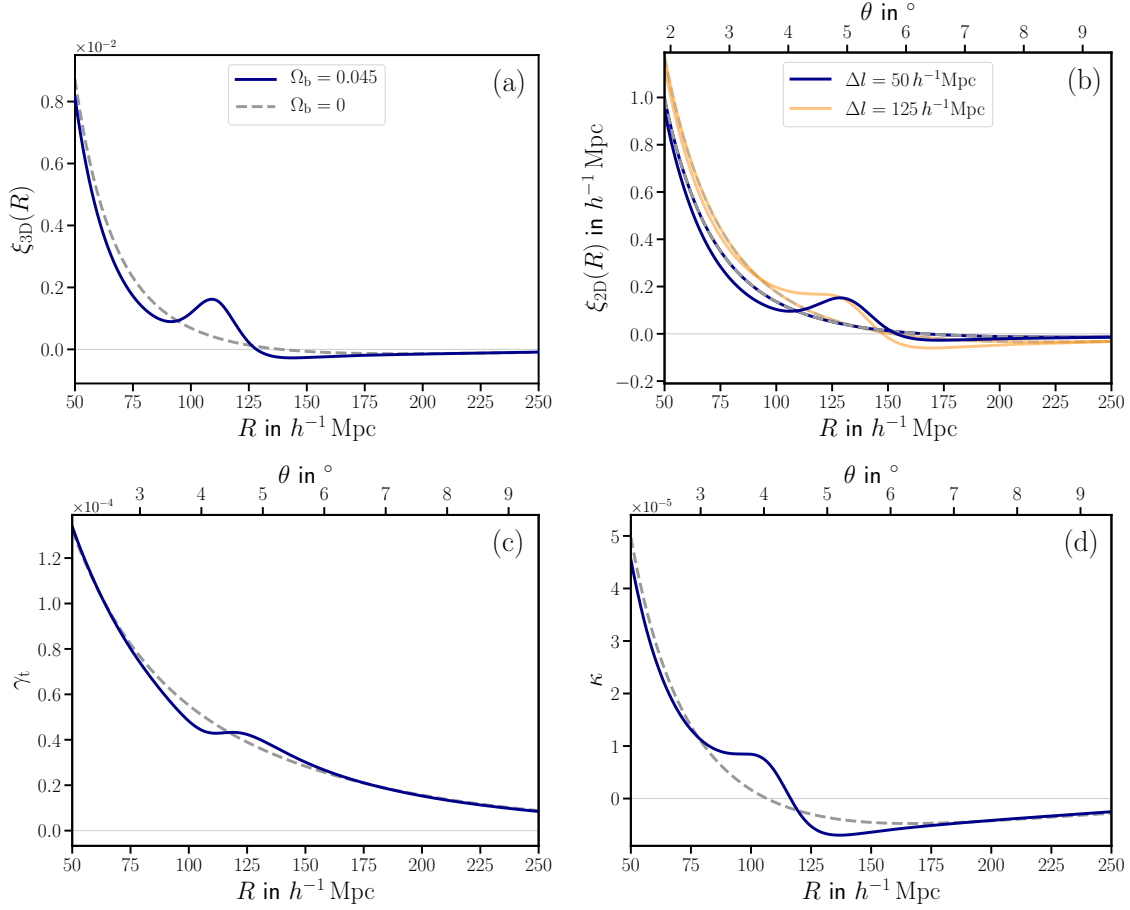 ×10⁻²
(a)
Ω_b = 0.045
Ω_b = 0
ξ_3D(R)
0.8
0.6
0.4
0.2
0.0
50 75 100 125 150 175 200 225 250
R in h⁻¹ Mpc
θ in °
2 3 4 5 6 7 8 9
(b)
Δl = 50 h⁻¹Mpc
Δl = 125 h⁻¹Mpc
ξ_2D(R) in h⁻¹ Mpc
1.0
0.8
0.6
0.4
0.2
0.0
−0.2
50 75 100 125 150 175 200 225 250
R in h⁻¹ Mpc
θ in °
3 4 5 6 7 8 9
×10⁻⁴
(c)
γ_t
1.2
1.0
0.8
0.6
0.4
0.2
0.0
50 75 100 125 150 175 200 225 250
R in h⁻¹ Mpc
θ in °
3 4 5 6 7 8 9
×10⁻⁵
(d)
κ
5
4
3
2
1
0
−1
50 75 100 125 150 175 200 225 250
R in h⁻¹ Mpc